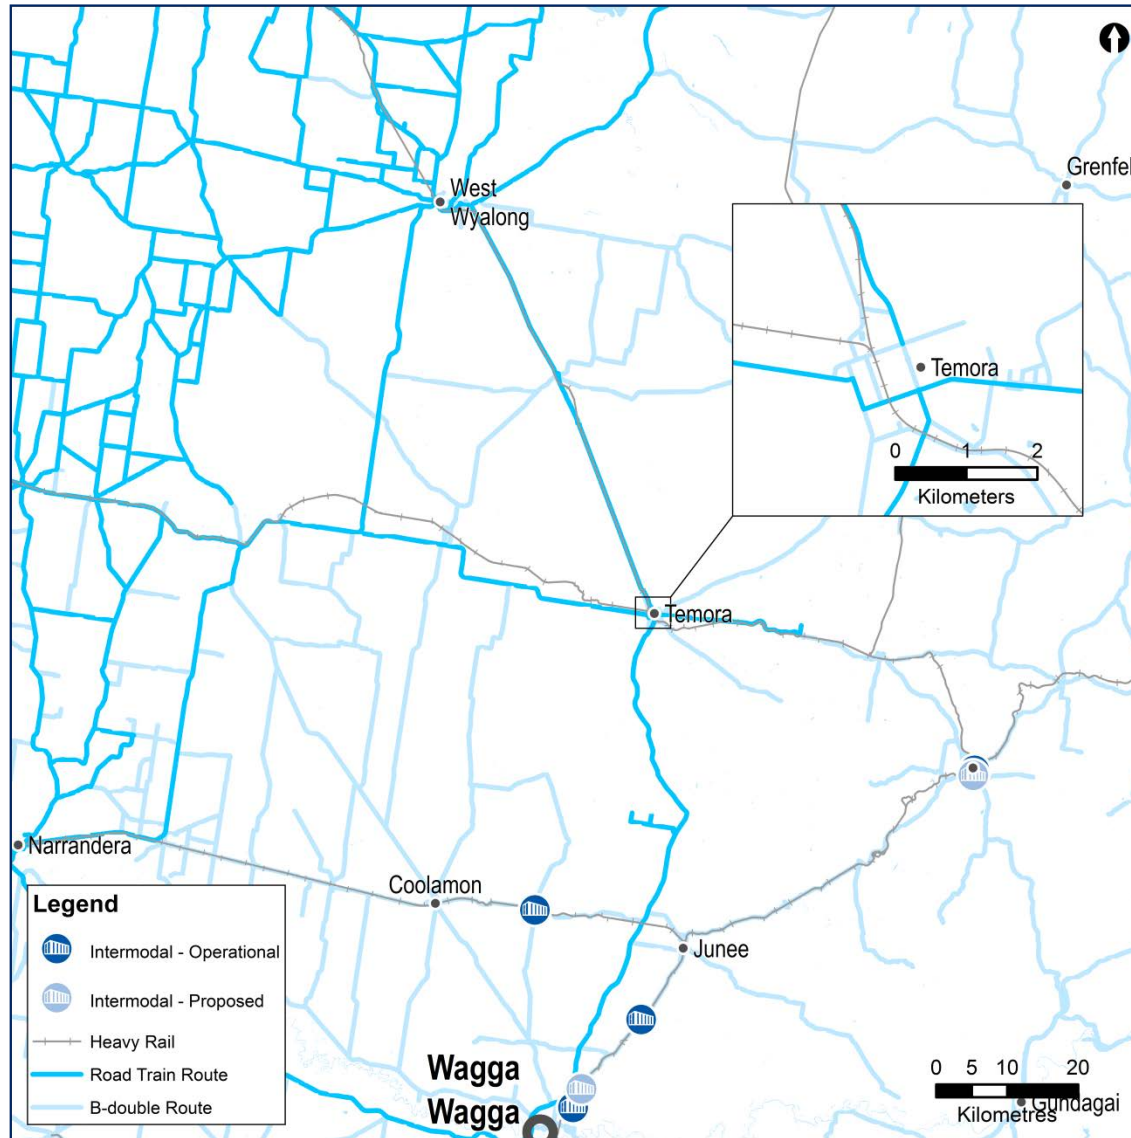 Grenfel
West
Wyalong
Temora
0 1 2
Kilometers
Temora
Narrandera
Coolamon
Junee
Legend
Intermodal - Operational
Intermodal - Proposed
Heavy Rail
Road Train Route
B-double Route
Wagga
Wagga
0 5 10 20
Kilometres
Gundagai